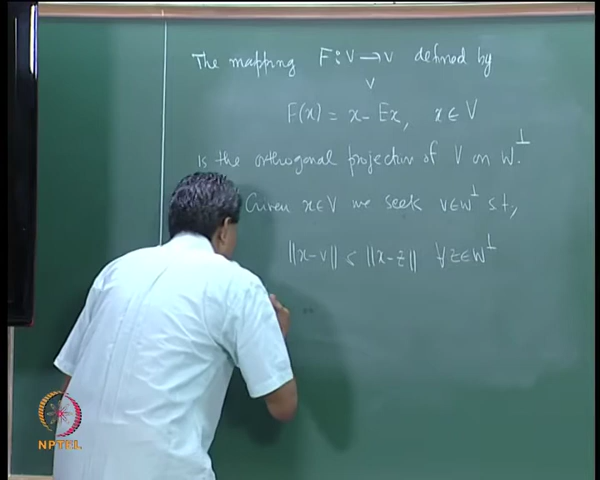 The mapping F: V → V defined by
v
F(x) = x - Ex, x ∈ V
is the orthogonal projection of V on W⊥.
Given x ∈ V we seek v ∈ W⊥ s.t,
||x-v|| ≤ ||x-z|| ∀ z ∈ W⊥
NPTEL